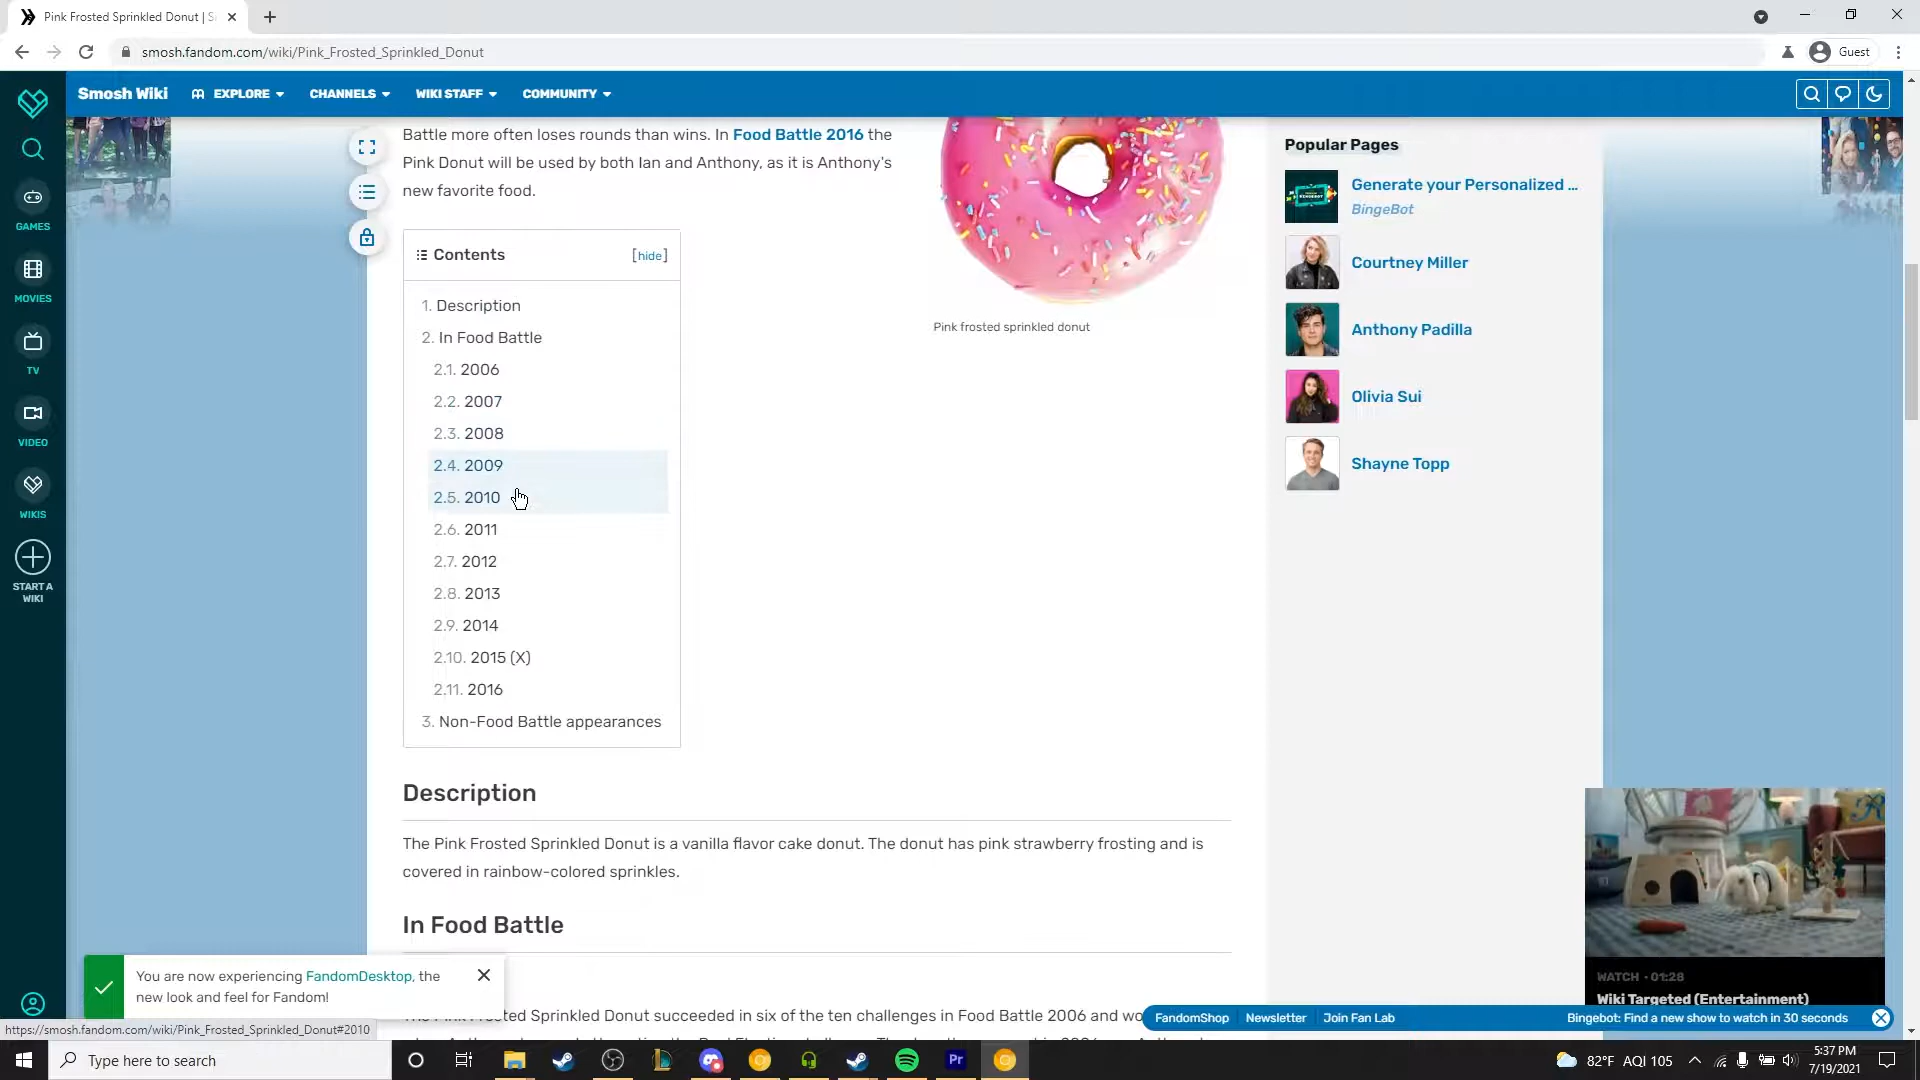 Pink Frosted Sprinkled Donut | S
smosh.fandom.com/wiki/Pink_Frosted_Sprinkled_Donut
Guest
Smosh Wiki
EXPLORE
CHANNELS
WIKI STAFF
COMMUNITY
GAMES
MOVIES
TV
VIDEO
WIKIS
START A
WIKI
Battle more often loses rounds than wins. In Food Battle 2016 the
Pink Donut will be used by both Ian and Anthony, as it is Anthony's
new favorite food.
Contents [hide]
1. Description
2. In Food Battle
2.1. 2006
2.2. 2007
2.3. 2008
2.4. 2009
2.5. 2010
2.6. 2011
2.7. 2012
2.8. 2013
2.9. 2014
2.10. 2015 (X)
2.11. 2016
3. Non-Food Battle appearances
Pink frosted sprinkled donut
Description
The Pink Frosted Sprinkled Donut is a vanilla flavor cake donut. The donut has pink strawberry frosting and is
covered in rainbow-colored sprinkles.
In Food Battle
Sprinkled Donut succeeded in six of the ten challenges in Food Battle 2006 and
Popular Pages
Generate your Personalized ...
BingeBot
Courtney Miller
Anthony Padilla
Olivia Sui
Shayne Topp
WATCH • 01:28
Wiki Targeted (Entertainment)
You are now experiencing FandomDesktop, the
new look and feel for Fandom!
https://smosh.fandom.com/wiki/Pink_Frosted_Sprinkled_Donut#2010
FandomShop Newsletter Join Fan Lab
Bingebot: Find a new show to watch in 30 seconds
Type here to search
Pr
82°F AQI 105
5:37 PM
7/19/2021